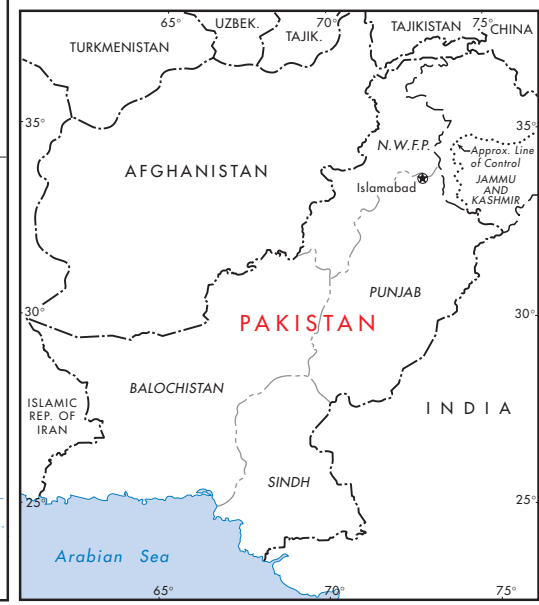 65°
70°
75°
UZBEK.
TAJIKISTAN
CHINA
TURKMENISTAN
TAJIK.
35°
35°
N.W.F.P.
Approx. Line
of Control
JAMMU
AND
KASHMIR
AFGHANISTAN
Islamabad
PUNJAB
30°
30°
PAKISTAN
BALOCHISTAN
ISLAMIC
REP. OF
IRAN
INDIA
SINDH
25°
25°
Arabian Sea
65°
70°
75°